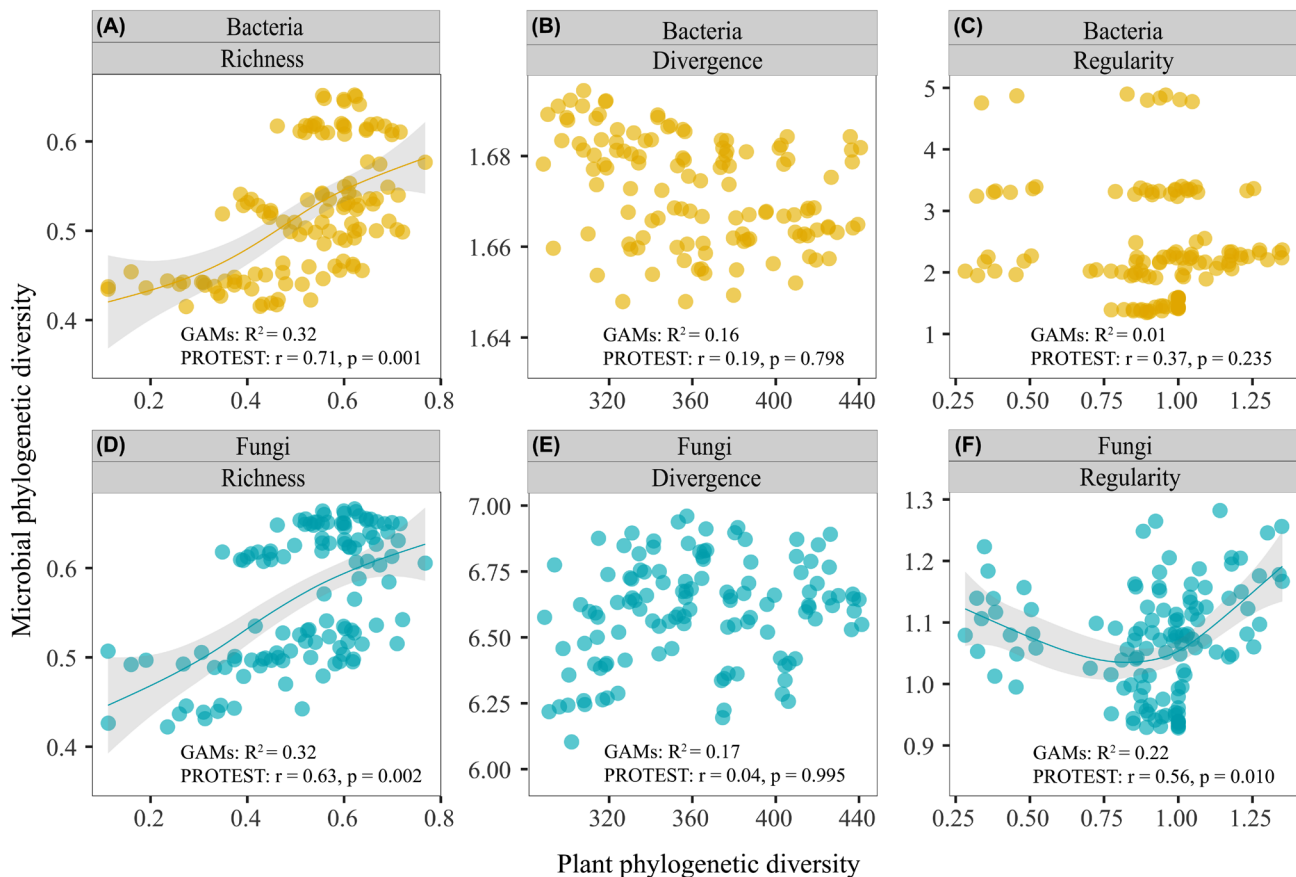 (A)
Bacteria
Richness
0.6
0.5
0.4
GAMs: R² = 0.32
PROTEST: r = 0.71, p = 0.001
0.2
0.4
0.6
0.8
(B)
Bacteria
Divergence
1.68
1.66
1.64
GAMs: R² = 0.16
PROTEST: r = 0.19, p = 0.798
320
360
400
440
(C)
Bacteria
Regularity
5
4
3
2
1
GAMs: R² = 0.01
PROTEST: r = 0.37, p = 0.235
0.25
0.50
0.75
1.00
1.25
Microbial phylogenetic diversity
(D)
Fungi
Richness
0.6
0.5
0.4
GAMs: R² = 0.32
PROTEST: r = 0.63, p = 0.002
0.2
0.4
0.6
0.8
(E)
Fungi
Divergence
7.00
6.75
6.50
6.25
6.00
GAMs: R² = 0.17
PROTEST: r = 0.04, p = 0.995
320
360
400
440
(F)
Fungi
Regularity
1.3
1.2
1.1
1.0
0.9
GAMs: R² = 0.22
PROTEST: r = 0.56, p = 0.010
0.25
0.50
0.75
1.00
1.25
Plant phylogenetic diversity